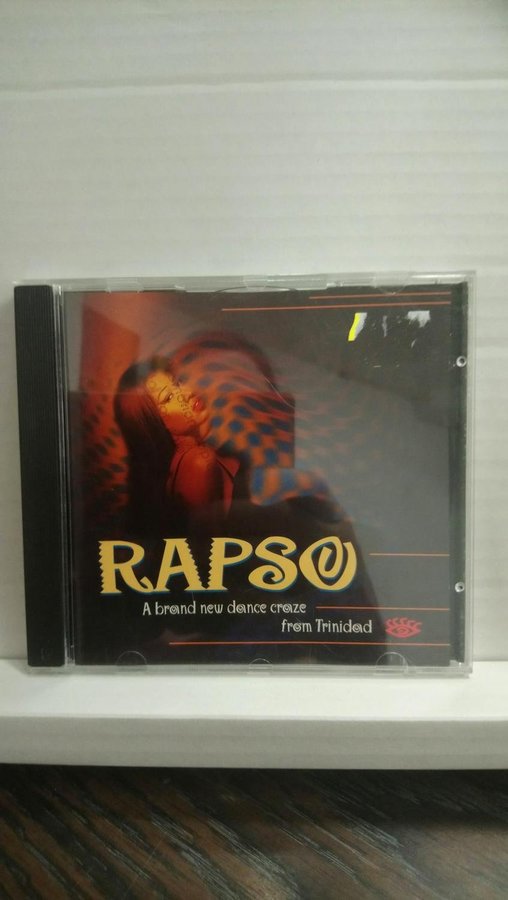 RAPSO
A brand new dance craze
from Trinidad